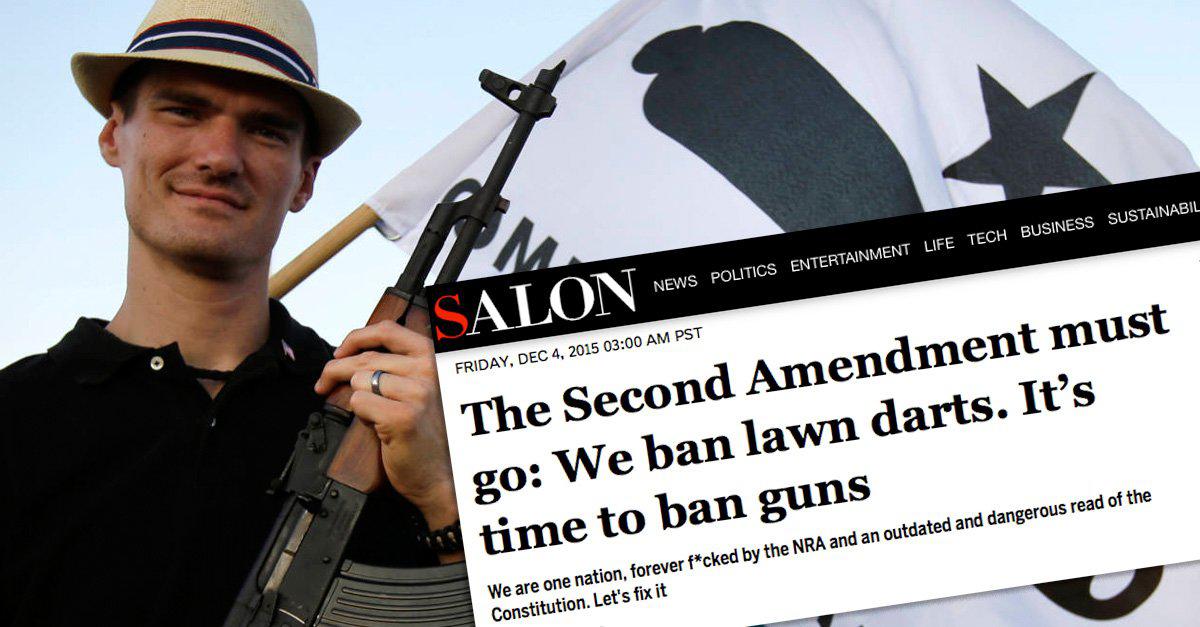 SALON NEWS POLITICS ENTERTAINMENT LIFE TECH BUSINESS SUSTAINABIL
FRIDAY, DEC 4, 2015 03:00 AM PST
The Second Amendment must
go: We ban lawn darts. It’s
time to ban guns
We are one nation, forever f*cked by the NRA and an outdated and dangerous read of the
Constitution. Let's fix it